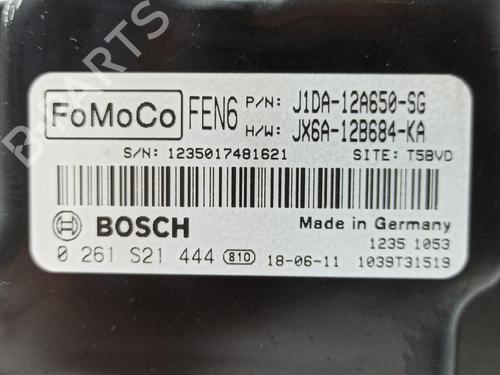 FoMoCo FEN6 P/N: J1DA-12A650-SG
H/W: JX6A-12B684-KA
S/N: 1235017481621 SITE: T5BVD
BOSCH Made in Germany
1235 1053
0 261 S21 444 810 18-06-11 1039T31519